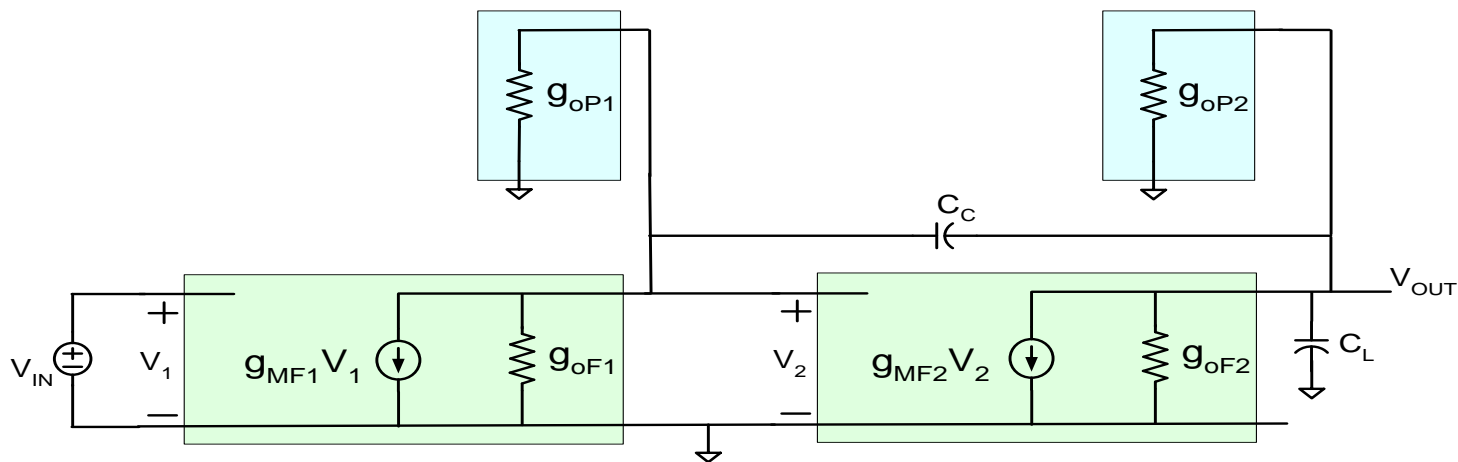 g_oP1
g_oP2
C_C
V_OUT
V_IN
+
V_1
−
g_MF1V_1
g_oF1
+
V_2
−
g_MF2V_2
g_oF2
C_L